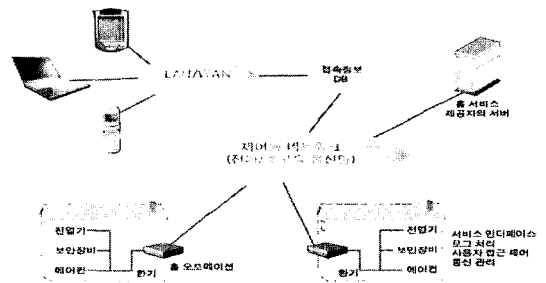 접속정보
DB
홈 서비스
제공자의 서버
전열기
보안장비
에어컨
환기
홈 오토메이션
전열기
보안장비
환기
에어컨
서비스 인터페이스
로그 처리
사용자 접근 제어
통신 관리